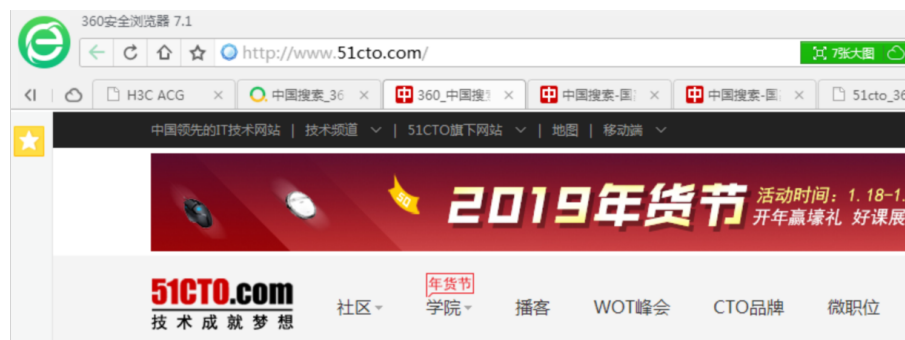 360安全浏览器 7.1
http://www.51cto.com/
7张大图
H3C ACG
中国搜索_36
360_中国搜
中国搜索-国
中国搜索-国
51cto_36
中国领先的IT技术网站 | 技术频道 | 51CTO旗下网站 | 地图 | 移动端
50
2019年货节
活动时间: 1.18-1.
开年赢壕礼 好课展
51CTO.com
技术成就梦想
年货节
社区 学院 播客 WOT峰会 CTO品牌 微职位